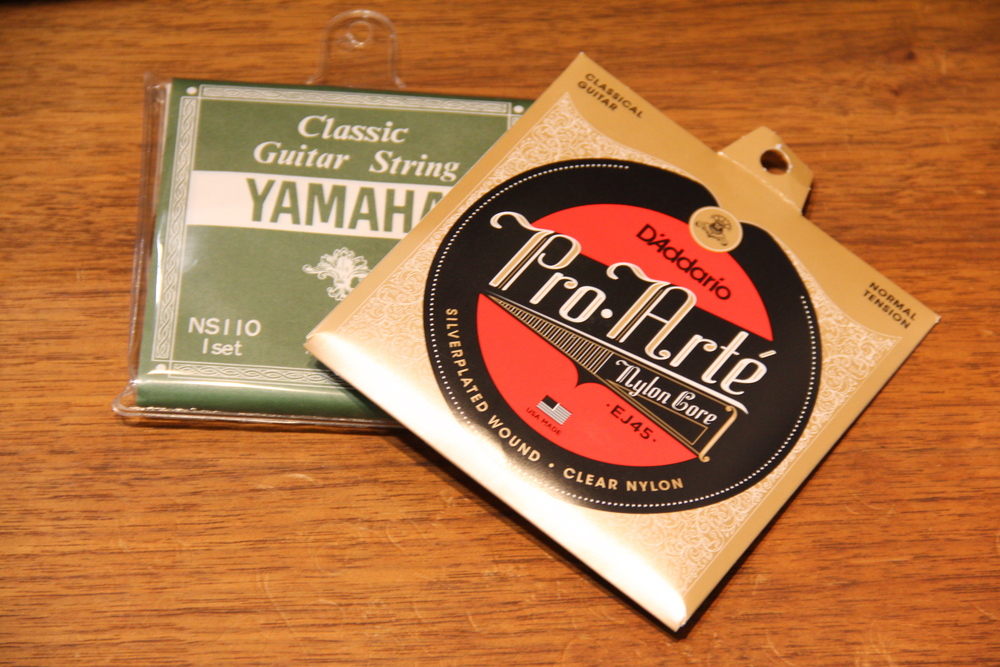 Classic
Guitar String
YAMAHA
NS110
1set
CLASSICAL
GUITAR
D'Addario
Pro·Arté
Nylon Core
·EJ45·
USA MADE
SILVERPLATED WOUND · CLEAR NYLON
NORMAL
TENSION